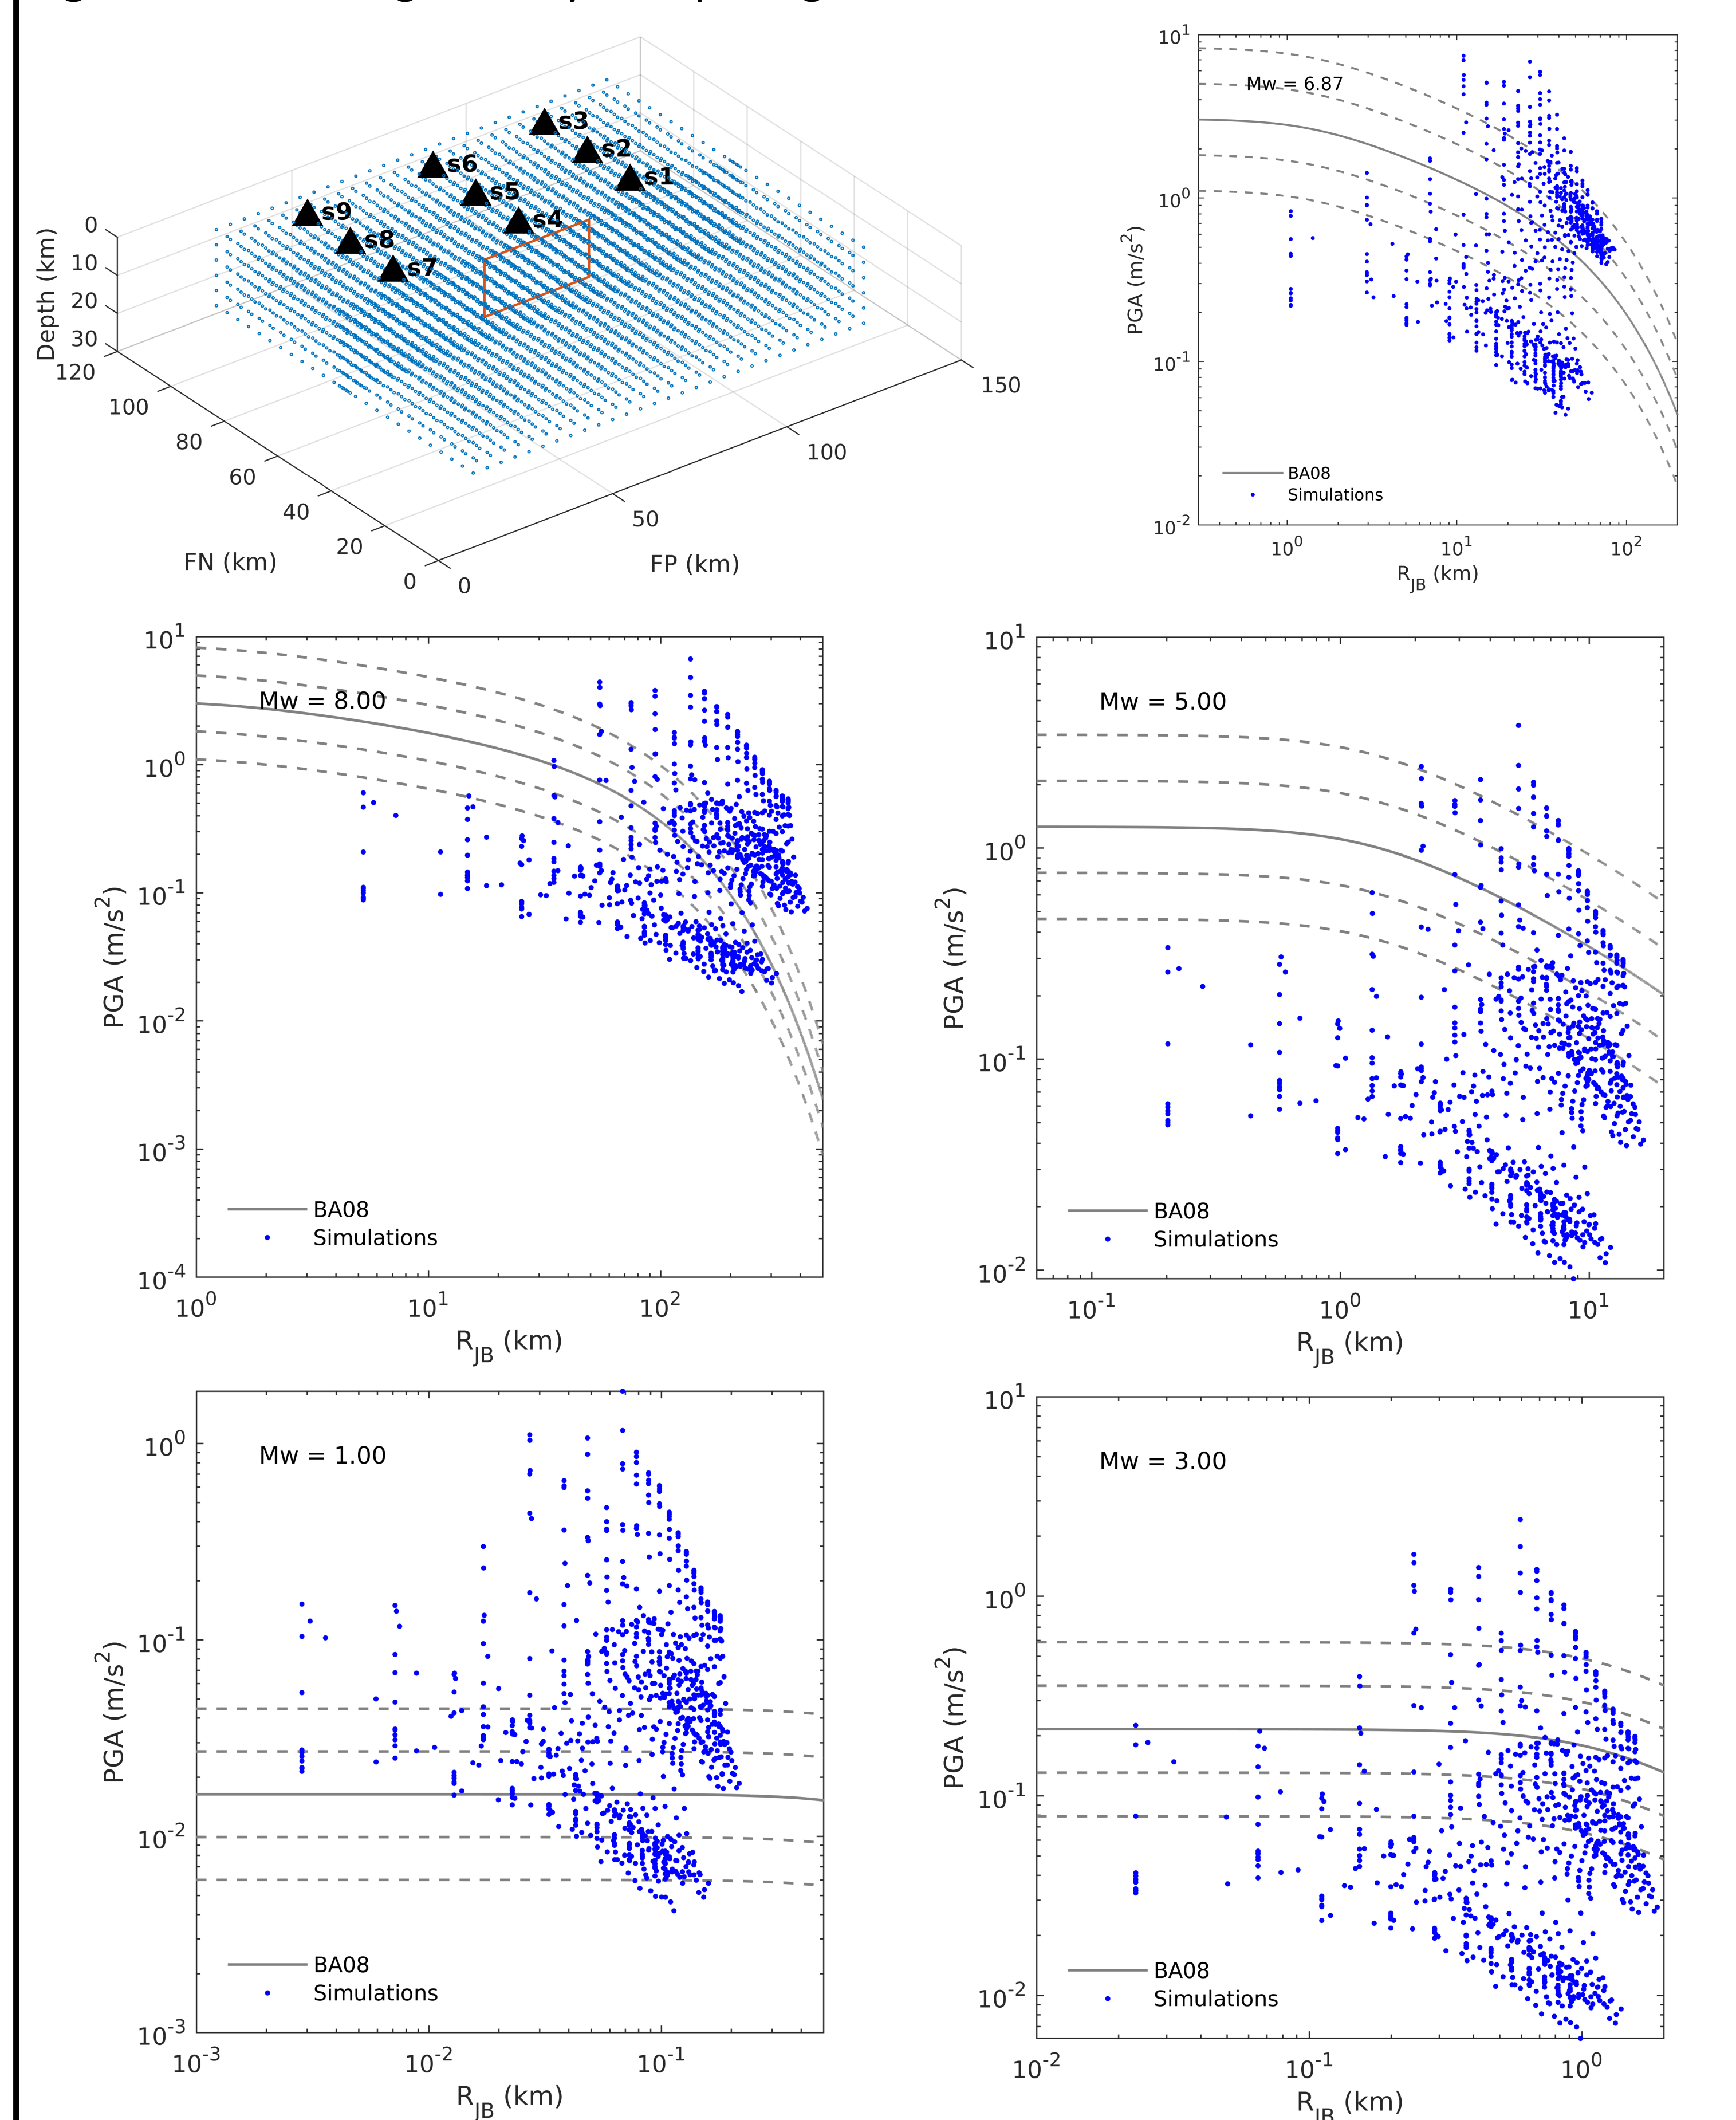 s3
s2
s1
s6
s5
s4
s9
s8
s7
Depth (km)
0
10
20
30
120
100
80
60
40
20
0
FN (km)
0
50
100
150
FP (km)
10^1
10^0
10^-1
10^-2
PGA (m/s^2)
Mw = 6.87
BA08
Simulations
10^0 10^1 10^2
R_JB (km)
10^1
10^0
10^-1
10^-2
10^-3
10^-4
PGA (m/s^2)
Mw = 8.00
BA08
Simulations
10^0 10^1 10^2
R_JB (km)
10^1
10^0
10^-1
10^-2
PGA (m/s^2)
Mw = 5.00
BA08
Simulations
10^-1 10^0 10^1
R_JB (km)
10^0
10^-1
10^-2
10^-3
PGA (m/s^2)
Mw = 1.00
BA08
Simulations
10^-3 10^-2 10^-1
R_JB (km)
10^1
10^0
10^-1
10^-2
PGA (m/s^2)
Mw = 3.00
BA08
Simulations
10^-2 10^-1 10^0
R_JB (km)